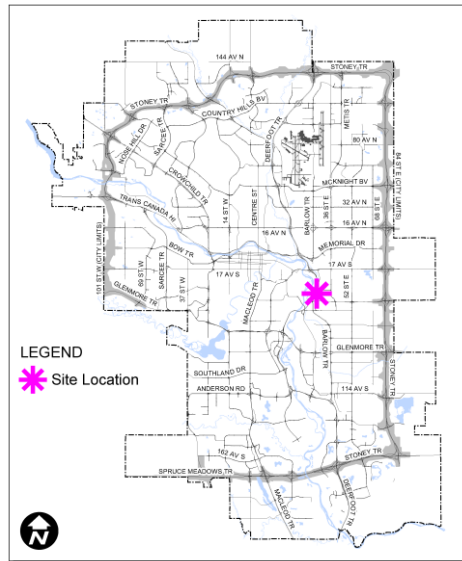 144 AV N
STONEY TR
STONEY TR
COUNTRY HILLS BV
METIS TR
NOSE HILL DR
SARCEE TR
DEERFOOT TR
80 AV N
CROWCHILD TR
84 ST E (CITY LIMITS)
MCKNIGHT BV
TRANS CANADA HI
14 ST W
CENTRE ST
BARLOW TR
36 ST E
32 AV N
68 ST E
16 AV N
16 AV N
BOW TR
MEMORIAL DR
101 ST W (CITY LIMITS)
69 ST W
SARCEE TR
17 AV S
17 AV S
37 ST W
MACLEOD TR
52 ST E
GLENMORE TR
LEGEND
Site Location
BARLOW TR
GLENMORE TR
SOUTHLAND DR
ANDERSON RD
114 AV S
STONEY TR
162 AV S
STONEY TR
SPRUCE MEADOWS TR
MACLEOD TR
DEERFOOT TR
N